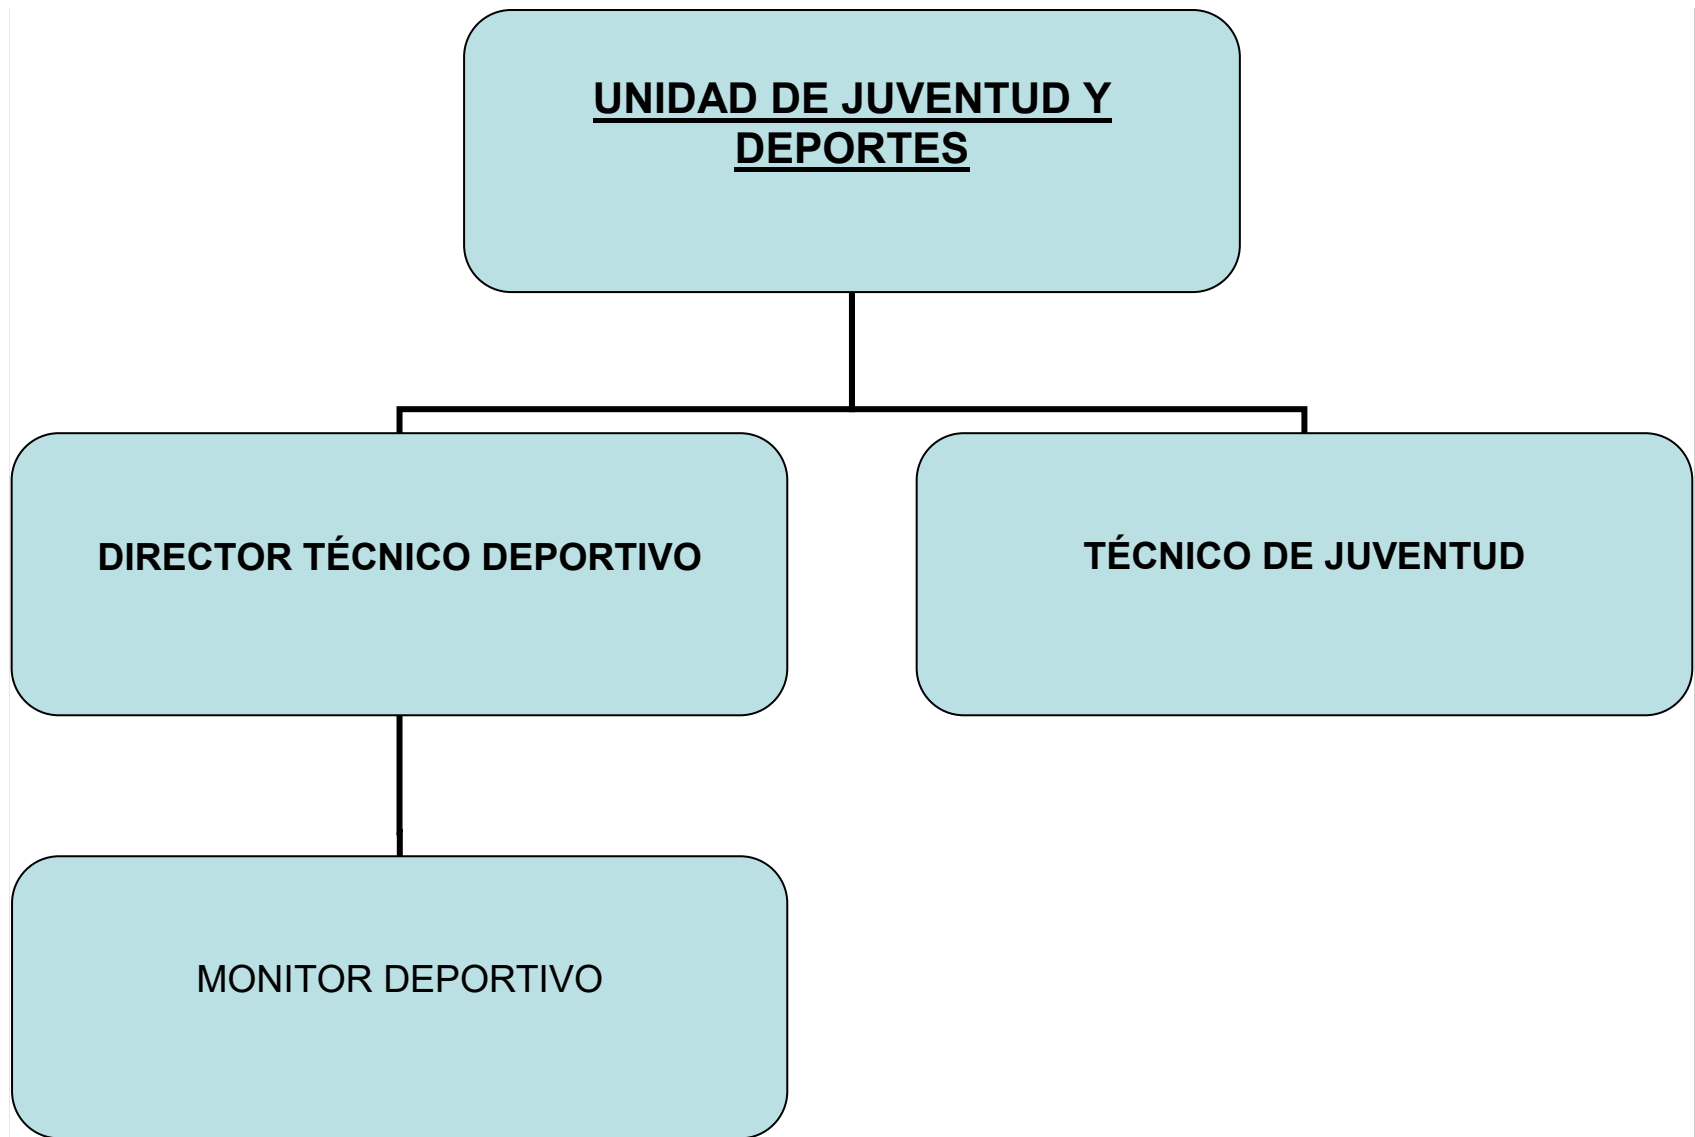 UNIDAD DE JUVENTUD Y
DEPORTES
DIRECTOR TÉCNICO DEPORTIVO
TÉCNICO DE JUVENTUD
MONITOR DEPORTIVO